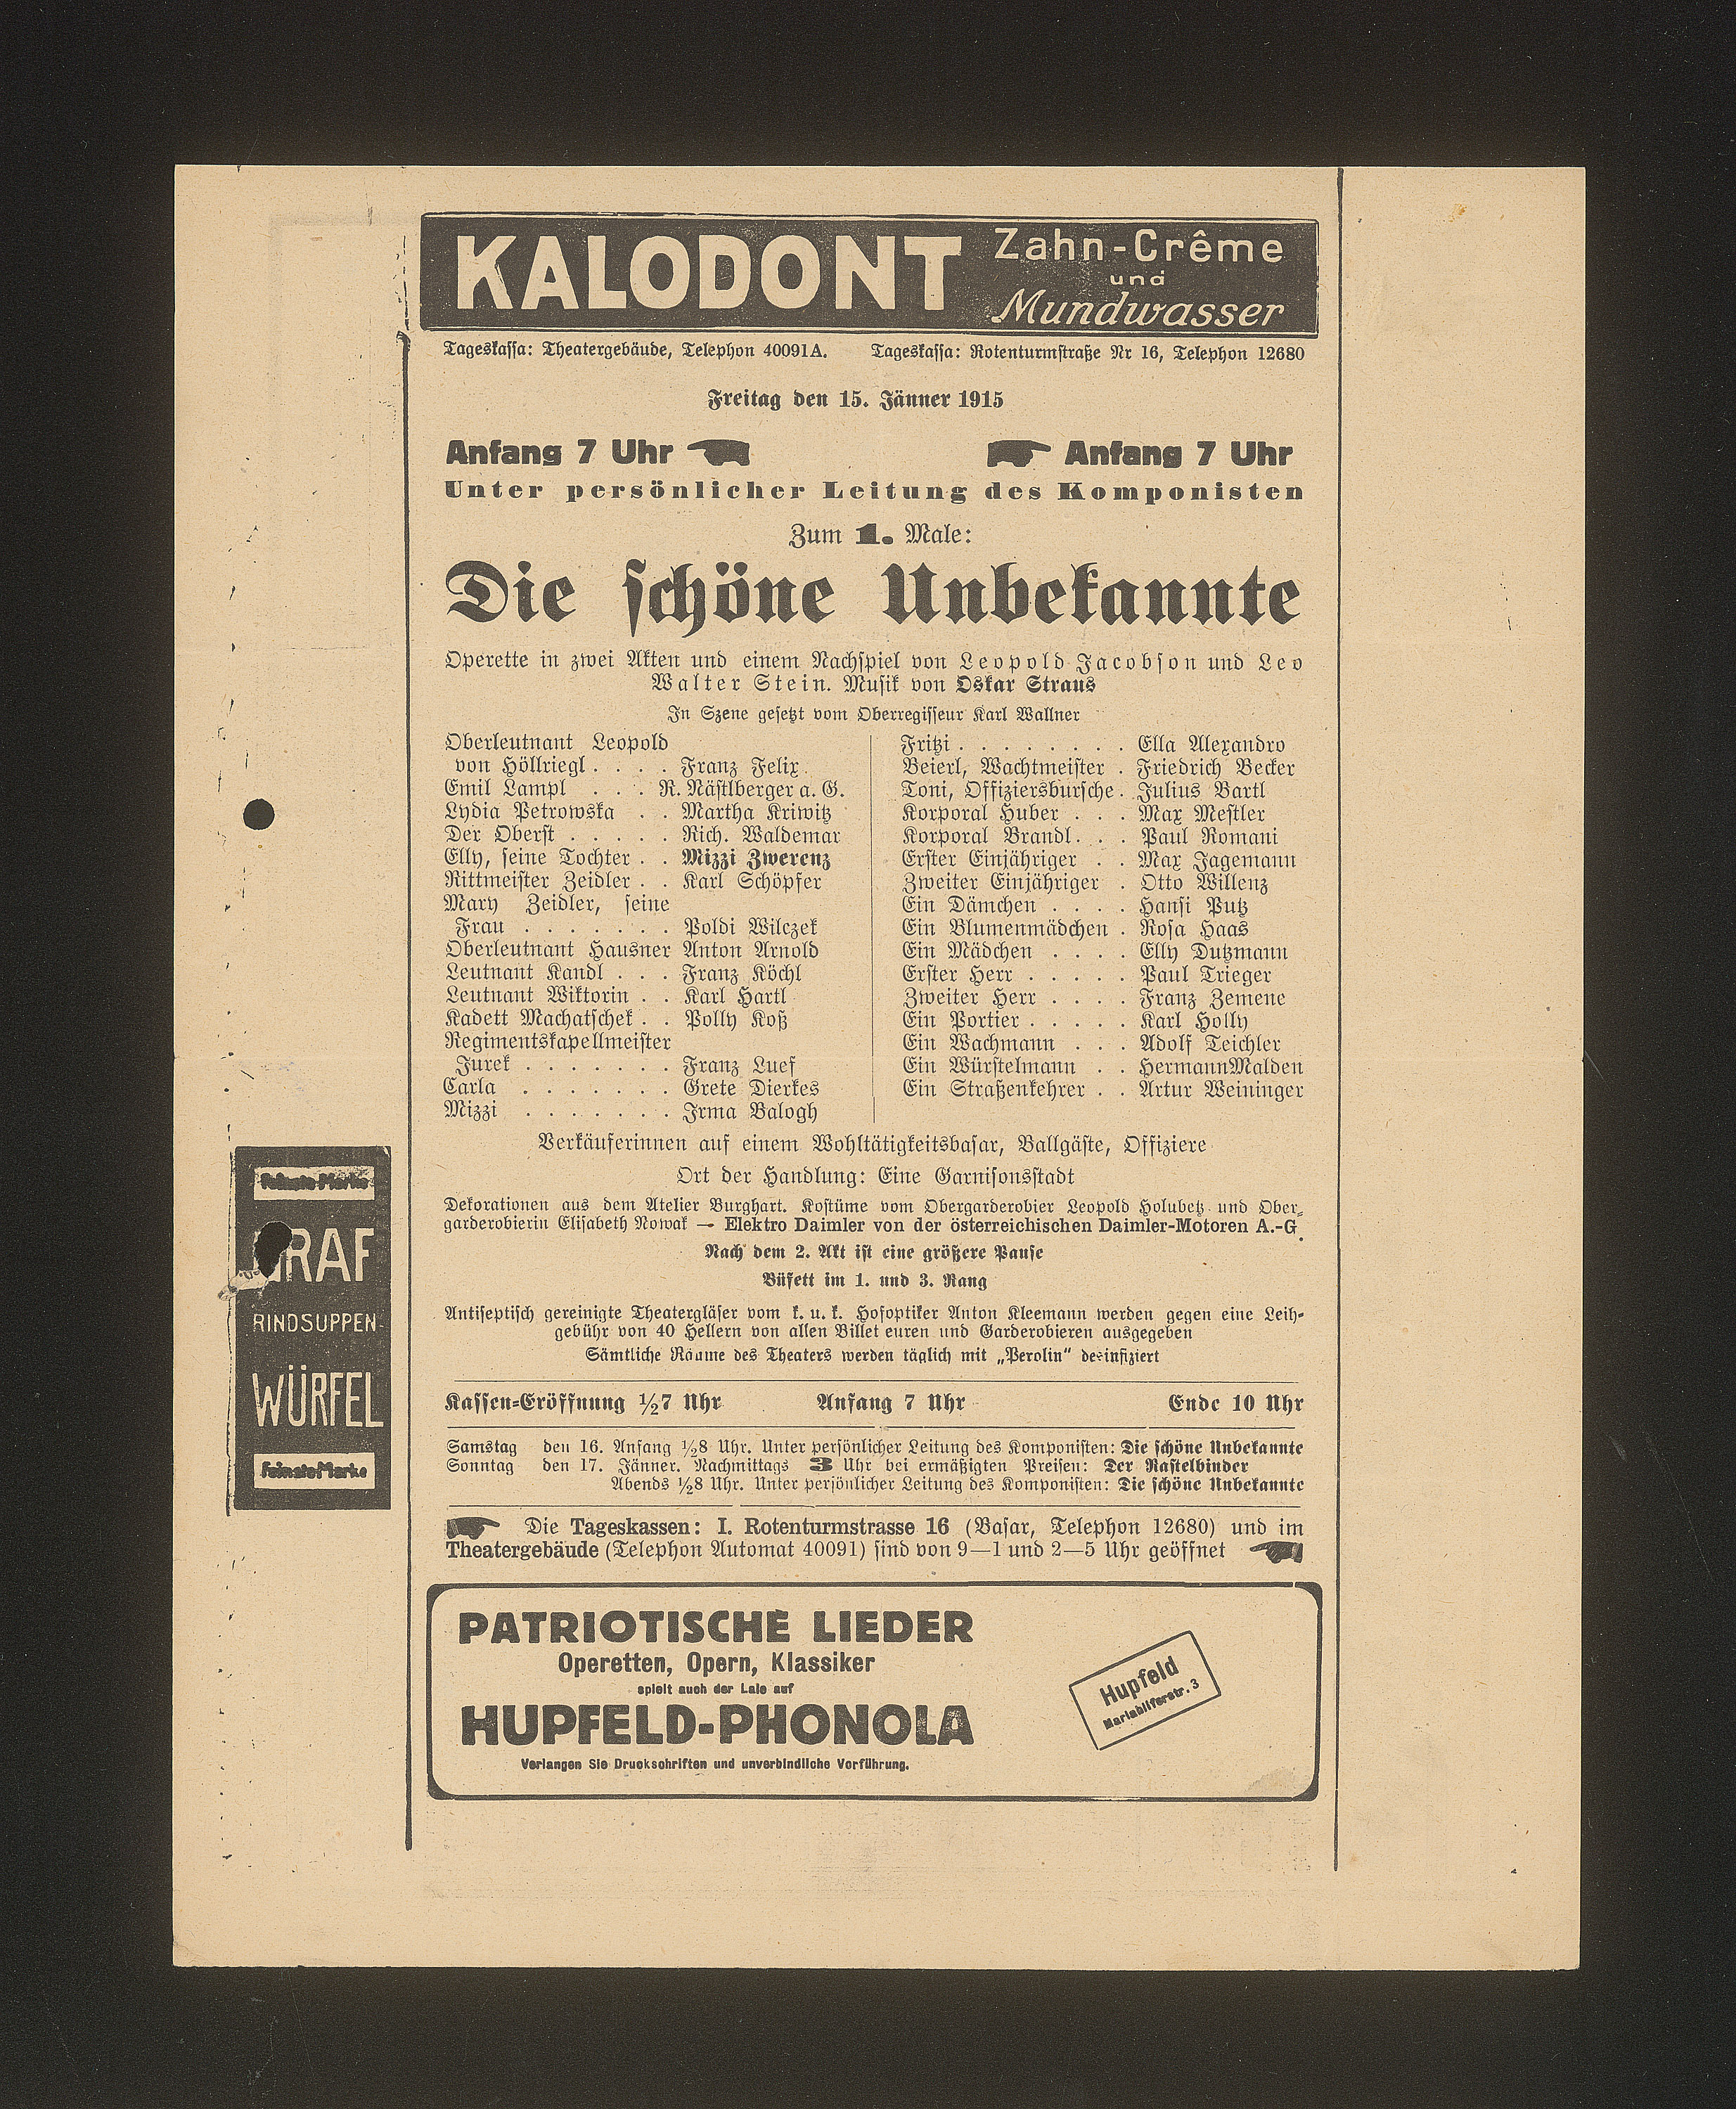 KALODONT Zahn-Crême
und
Mundwasser
Tageskassa: Theatergebäude, Telephon 40091A. Tageskassa: Rotenturmstraße Nr 16, Telephon 12680
Freitag den 15. Jänner 1915
Anfang 7 Uhr Anfang 7 Uhr
Unter persönlicher Leitung des Komponisten
Zum 1. Male:
Die schöne Unbekannte
Operette in zwei Akten und einem Nachspiel von Leopold Jacobson und Leo
Walter Stein. Musik von Oskar Straus
In Szene gesetzt vom Oberregisseur Karl Wallner
Oberleutnant Leopold
von Höllriegl . . . . Franz Felix
Emil Lampl . . . R. Nästlberger a. G.
Lydia Petrowska . . Martha Kriwitz
Der Oberst . . . . . Rich. Waldemar
Elly, seine Tochter . . Mizzi Zwerenz
Rittmeister Zeidler . . Karl Schöpfer
Mary Zeidler, seine
Frau . . . . . . . Poldi Wilczek
Oberleutnant Hausner Anton Arnold
Leutnant Kandl . . . Franz Köchl
Leutnant Wiktorin . . Karl Hartl
Kadett Machatschek . . Polly Koß
Regimentskapellmeister
Jurek . . . . . . . Franz Luef
Carla . . . . . . . Grete Dierkes
Mizzi . . . . . . . Irma Balogh
Fritzi . . . . . . . . Ella Alexandro
Beierl, Wachtmeister . Friedrich Becker
Toni, Offiziersbursche . Julius Bartl
Korporal Huber . . . Max Mestler
Korporal Brandl . . . Paul Romani
Erster Einjähriger . . Max Jagemann
Zweiter Einjähriger . Otto Willenz
Ein Dämchen . . . . Hansi Putz
Ein Blumenmädchen . Rosa Haas
Ein Mädchen . . . . Elly Dutzmann
Erster Herr . . . . . Paul Trieger
Zweiter Herr . . . . Franz Zemene
Ein Portier . . . . . Karl Holly
Ein Wachmann . . . Adolf Teichler
Ein Würstelmann . . Hermann Malden
Ein Straßenkehrer . . Artur Weininger
Verkäuferinnen auf einem Wohltätigkeitsbasar, Ballgäste, Offiziere
Ort der Handlung: Eine Garnisonsstadt
Dekorationen aus dem Atelier Burghart. Kostüme vom Obergarderobier Leopold Holubetz und Ober-
garderobierin Elisabeth Nowak — Elektro Daimler von der österreichischen Daimler-Motoren A.-G.
Nach dem 2. Akt ist eine größere Pause
Büfett im 1. und 3. Rang
Antiseptisch gereinigte Theatergläser vom k. u. k. Hofoptiker Anton Kleemann werden gegen eine Leih-
gebühr von 40 Hellern von allen Billeteuren und Garderobieren ausgegeben
Sämtliche Räume des Theaters werden täglich mit „Perolin“ desinfiziert
Kassen-Eröffnung ½7 Uhr Anfang 7 Uhr Ende 10 Uhr
Samstag den 16. Anfang ½8 Uhr. Unter persönlicher Leitung des Komponisten: Die schöne Unbekannte
Sonntag den 17. Jänner. Nachmittags 3 Uhr bei ermäßigten Preisen: Der Rastelbinder
Abends ½8 Uhr. Unter persönlicher Leitung des Komponisten: Die schöne Unbekannte
Die Tageskassen: I. Rotenturmstrasse 16 (Basar, Telephon 12680) und im
Theatergebäude (Telephon Automat 40091) sind von 9—1 und 2—5 Uhr geöffnet
PATRIOTISCHE LIEDER
Operetten, Opern, Klassiker
spielt auch der Laie auf
HUPFELD-PHONOLA
Verlangen Sie Druckschriften und unverbindliche Vorführung.
Hupfeld
Mariahilferstr. 3
feinste Marke
GRAF
RINDSUPPEN-
WÜRFEL
feinste Marke